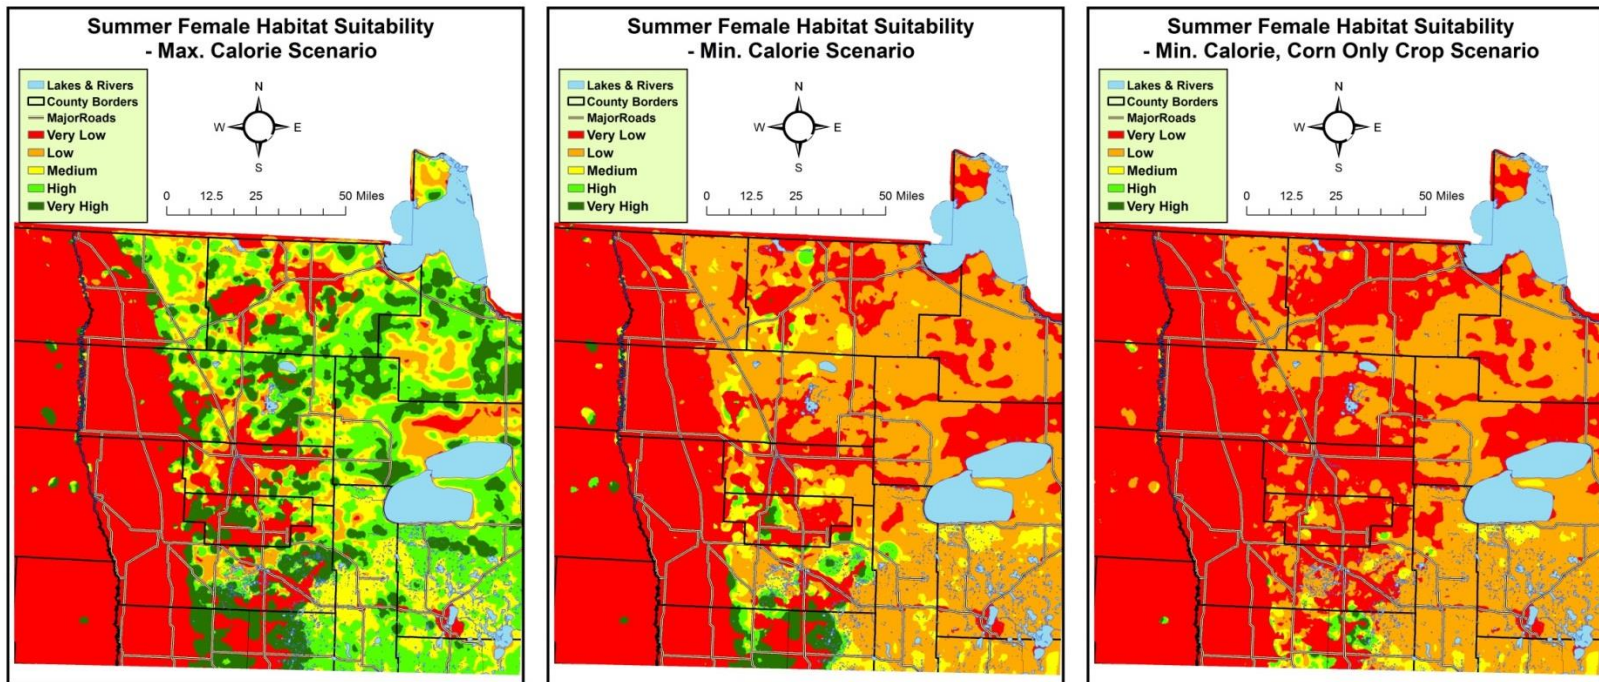 Summer Female Habitat Suitability
- Max. Calorie Scenario
Lakes & Rivers
County Borders
MajorRoads
Very Low
Low
Medium
High
Very High
N
W
E
S
0 12.5 25 50 Miles
Summer Female Habitat Suitability
- Min. Calorie Scenario
Lakes & Rivers
County Borders
MajorRoads
Very Low
Low
Medium
High
Very High
N
W
E
S
0 12.5 25 50 Miles
Summer Female Habitat Suitability
- Min. Calorie, Corn Only Crop Scenario
Lakes & Rivers
County Borders
MajorRoads
Very Low
Low
Medium
High
Very High
N
W
E
S
0 12.5 25 50 Miles